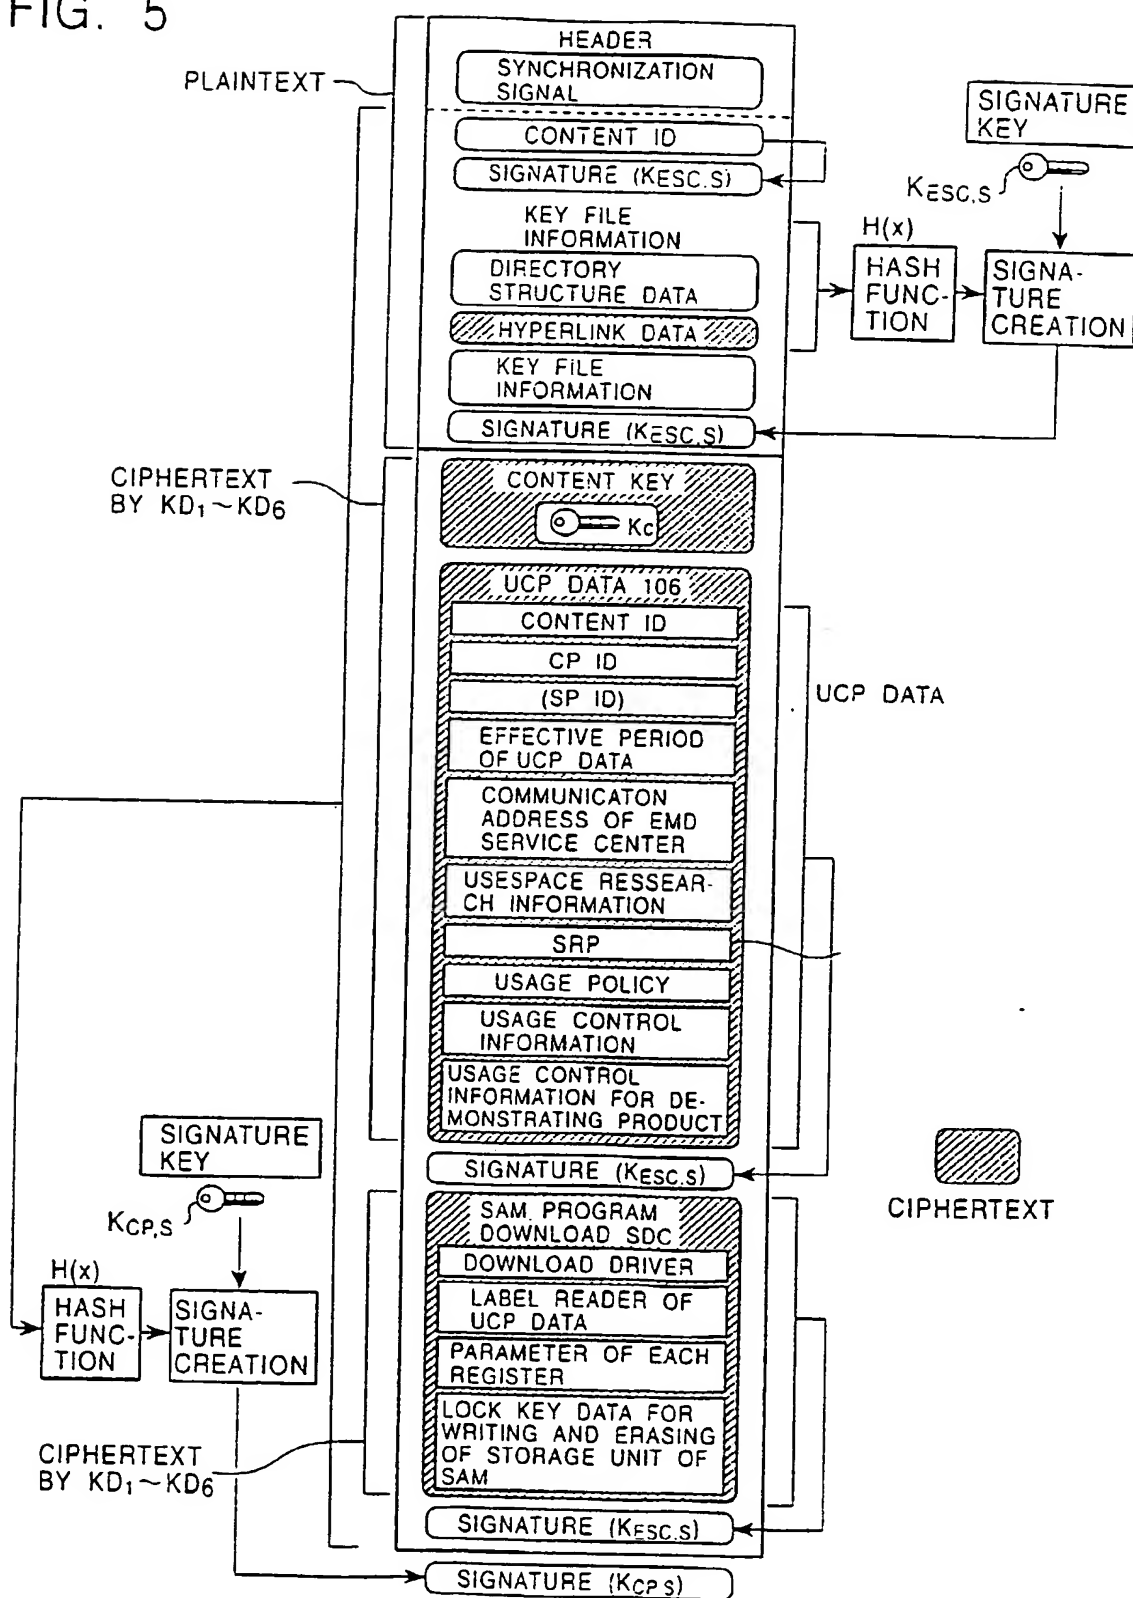 FIG. 5
HEADER
SYNCHRONIZATION
SIGNAL
PLAINTEXT
SIGNATURE
KEY
CONTENT ID
SIGNATURE (KESC,S)
KESC,S
KEY FILE
INFORMATION
H(x)
DIRECTORY
STRUCTURE DATA
HASH
FUNC-
TION
SIGNA-
TURE
CREATION
HYPERLINK DATA
KEY FILE
INFORMATION
SIGNATURE (KESC,S)
CIPHERTEXT
BY KD1~KD6
CONTENT KEY
Kc
UCP DATA 106
CONTENT ID
CP ID
(SP ID)
UCP DATA
EFFECTIVE PERIOD
OF UCP DATA
COMMUNICATON
ADDRESS OF EMD
SERVICE CENTER
USESPACE RESSEAR-
CH INFORMATION
SRP
USAGE POLICY
USAGE CONTROL
INFORMATION
USAGE CONTROL
INFORMATION FOR DE-
MONSTRATING PRODUCT
SIGNATURE
KEY
SIGNATURE (KESC,S)
CIPHERTEXT
KCP,S
SAM PROGRAM
DOWNLOAD SDC
DOWNLOAD DRIVER
H(x)
HASH
FUNC-
TION
SIGNA-
TURE
CREATION
LABEL READER OF
UCP DATA
PARAMETER OF EACH
REGISTER
LOCK KEY DATA FOR
WRITING AND ERASING
OF STORAGE UNIT OF
SAM
CIPHERTEXT
BY KD1~KD6
SIGNATURE (KESC,S)
SIGNATURE (KCP,S)